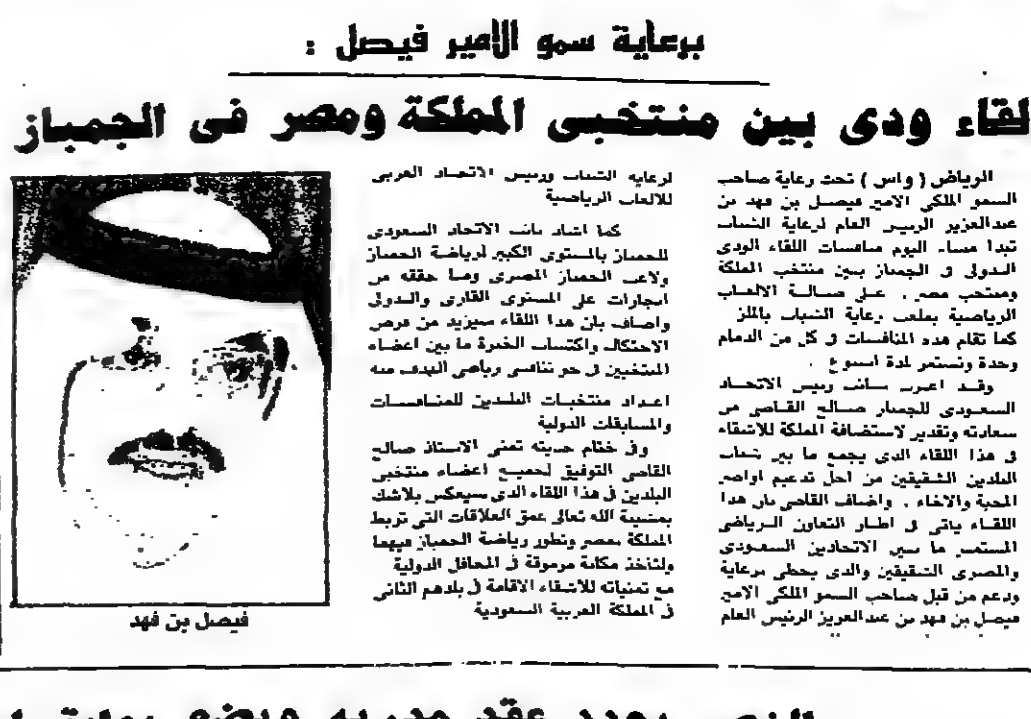 برعاية سمو الامير فيصل :
لقاء ودى بين منتخبى المملكة ومصر فى الجمباز
الرياض ( واس ) تحت رعاية صاحب
السمو الملكى الامير فيصل بن فهد بن
عبدالعزيز الرئيس العام لرعاية الشباب
تبدا مساء اليوم منافسات اللقاء الودى
الدولى فى الجمباز بين منتخب المملكة
ومنتخب مصر . على صالة الالعاب
الرياضية بملعب رعاية الشباب بالملز
كما تقام هذه المنافسات فى كل من الدمام
وجدة وتستمر لمدة اسبوع .
وقد اعرب نائب رئيس الاتحاد
السعودى للجمباز صالح القاضى عن
سعادته وتقدير لاستضافة المملكة للاشقاء
فى هذا اللقاء الذى يجمع ما بين شباب
البلدين الشقيقين من اجل تدعيم اواصر
المحبة والاخاء . واضاف القاضى بان هذا
اللقاء ياتى فى اطار التعاون الرياضى
المستمر ما بين الاتحادين السعودى
والمصرى الشقيقين والذى يحظى برعاية
ودعم من قبل صاحب السمو الملكى الامير
فيصل بن فهد بن عبدالعزيز الرئيس العام
لرعاية الشباب ورئيس الاتحاد العربى
للالعاب الرياضية
كما اشاد نائب الاتحاد السعودى
للجمباز بالمستوى الكبير لرياضة الجمباز
ولاعب الجمباز المصرى وما حققه من
انجازات على المستوى القارى والدولى
واضاف بان هذا اللقاء سيزيد من فرص
الاحتكاك واكتساب الخبرة ما بين اعضاء
المنتخبين فى جو تنافسى رياضى الهدف منه
اعداد منتخبات البلدين للمنافسات
والمسابقات الدولية
وفى ختام حديثه تمنى الاستاذ صالح
القاضى التوفيق لجميع اعضاء منتخبى
البلدين فى هذا اللقاء الذى سيعكس بلاشك
بمشيئة الله تعالى عمق العلاقات التى تربط
المملكة بمصر وتطور رياضة الجمباز فيهما
ولتأخذ مكانة مرموقة فى المحافل الدولية
مع تمنياته للاشقاء الاقامة فى بلدهم الثانى
فى المملكة العربية السعودية
فيصل بن فهد